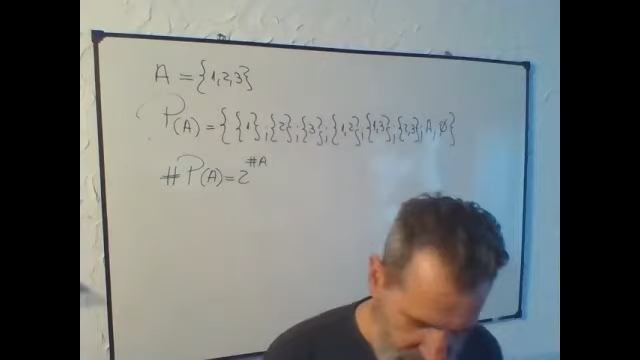 A = {1,2,3}
P(A) = { {1} ; {2} ; {3} ; {1,2} ; {1,3} ; {2,3} ; A, ∅ }
# P(A) = 2^#A